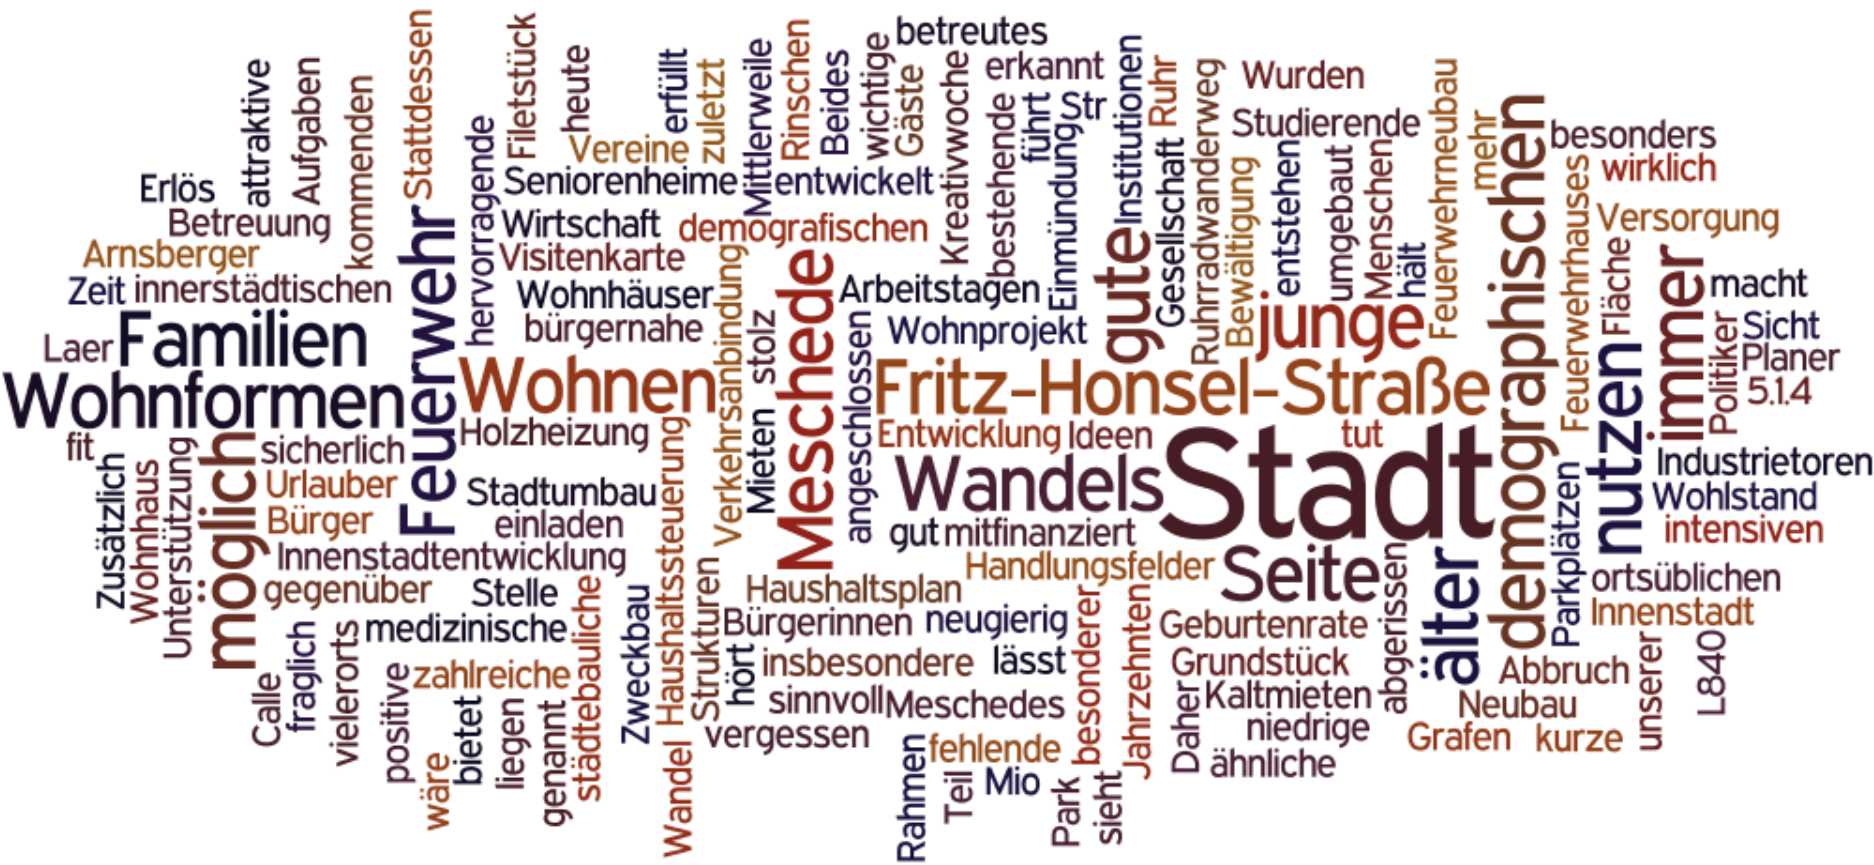 betreutes
Stattdessen
Filetstück
heute
erfüllt
zuletzt
Mittlerweile
Rinschen
Beides
wichtige
Gäste
Kreativwoche
erkannt
Institutionen
Ruhr
Ruhrradwanderweg
Wurden
Feuerwehrneubau
attraktive
Aufgaben
kommenden
bestehende
führt
Str
Studierende
mehr
demographischen
besonders
hervorragende
Vereine
Einmündung
Gesellschaft
Bewältigung
entstehen
umgebaut
Menschen
Feuerwehrhauses
wirklich
Erlös
Seniorenheime
entwickelt
Betreuung
Feuerwehr
Wirtschaft
demografischen
gute
hält
Versorgung
Arnsberger
Visitenkarte
Verkehrsanbindung
Meschede
Fläche
immer
Zeit
innerstädtischen
Wohnhäuser
Arbeitstagen
junge
macht
bürgernahe
stolz
angeschlossen
Wohnprojekt
Politiker
Sicht
Laer
Familien
nutzen
Planer
Wohnformen
Wohnen
Fritz-Honsel-Straße
5.1.4
fit
möglich
sicherlich
Holzheizung
Haushaltssteuerung
Mieten
Entwicklung
Ideen
tut
Stadt
Zusätzlich
Wohnhaus
Unterstützung
Urlauber
Stadtumbau
Wandels
Parkplätzen
Industrietoren
Wohlstand
Bürger
einladen
gut
mitfinanziert
intensiven
Innenstadtentwicklung
Strukturen
Handlungsfelder
Seite
abgerissen
älter
ortsüblichen
gegenüber
Stelle
städtebauliche
Zweckbau
Haushaltsplan
besonderer
Jahrzehnten
Innenstadt
fraglich
vielerorts
medizinische
Bürgerinnen
neugierig
Geburtenrate
unserer
L840
Calle
positive
zahlreiche
hört
insbesondere
lässt
Grundstück
Abbruch
bietet
liegen
genannt
sinnvoll
Meschedes
Daher
Kaltmieten
Neubau
wäre
Wandel
vergessen
Rahmen
fehlende
niedrige
Grafen
kurze
Teil
Mio
Park
sieht
ähnliche